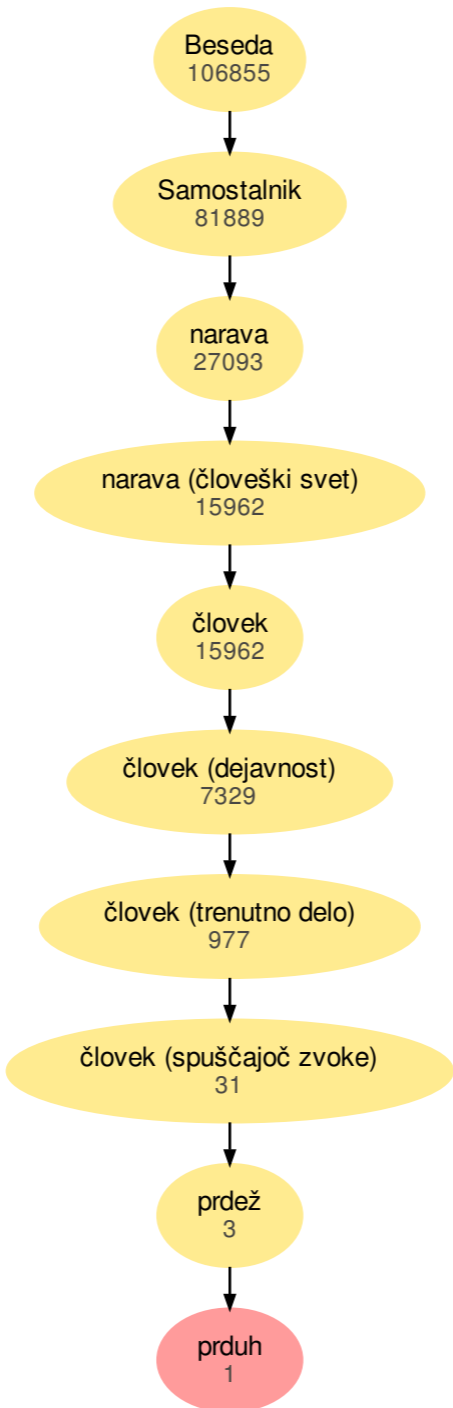 Beseda
106855
Samostalnik
81889
narava
27093
narava (človeški svet)
15962
človek
15962
človek (dejavnost)
7329
človek (trenutno delo)
977
človek (spuščajoč zvoke)
31
prdež
3
prduh
1